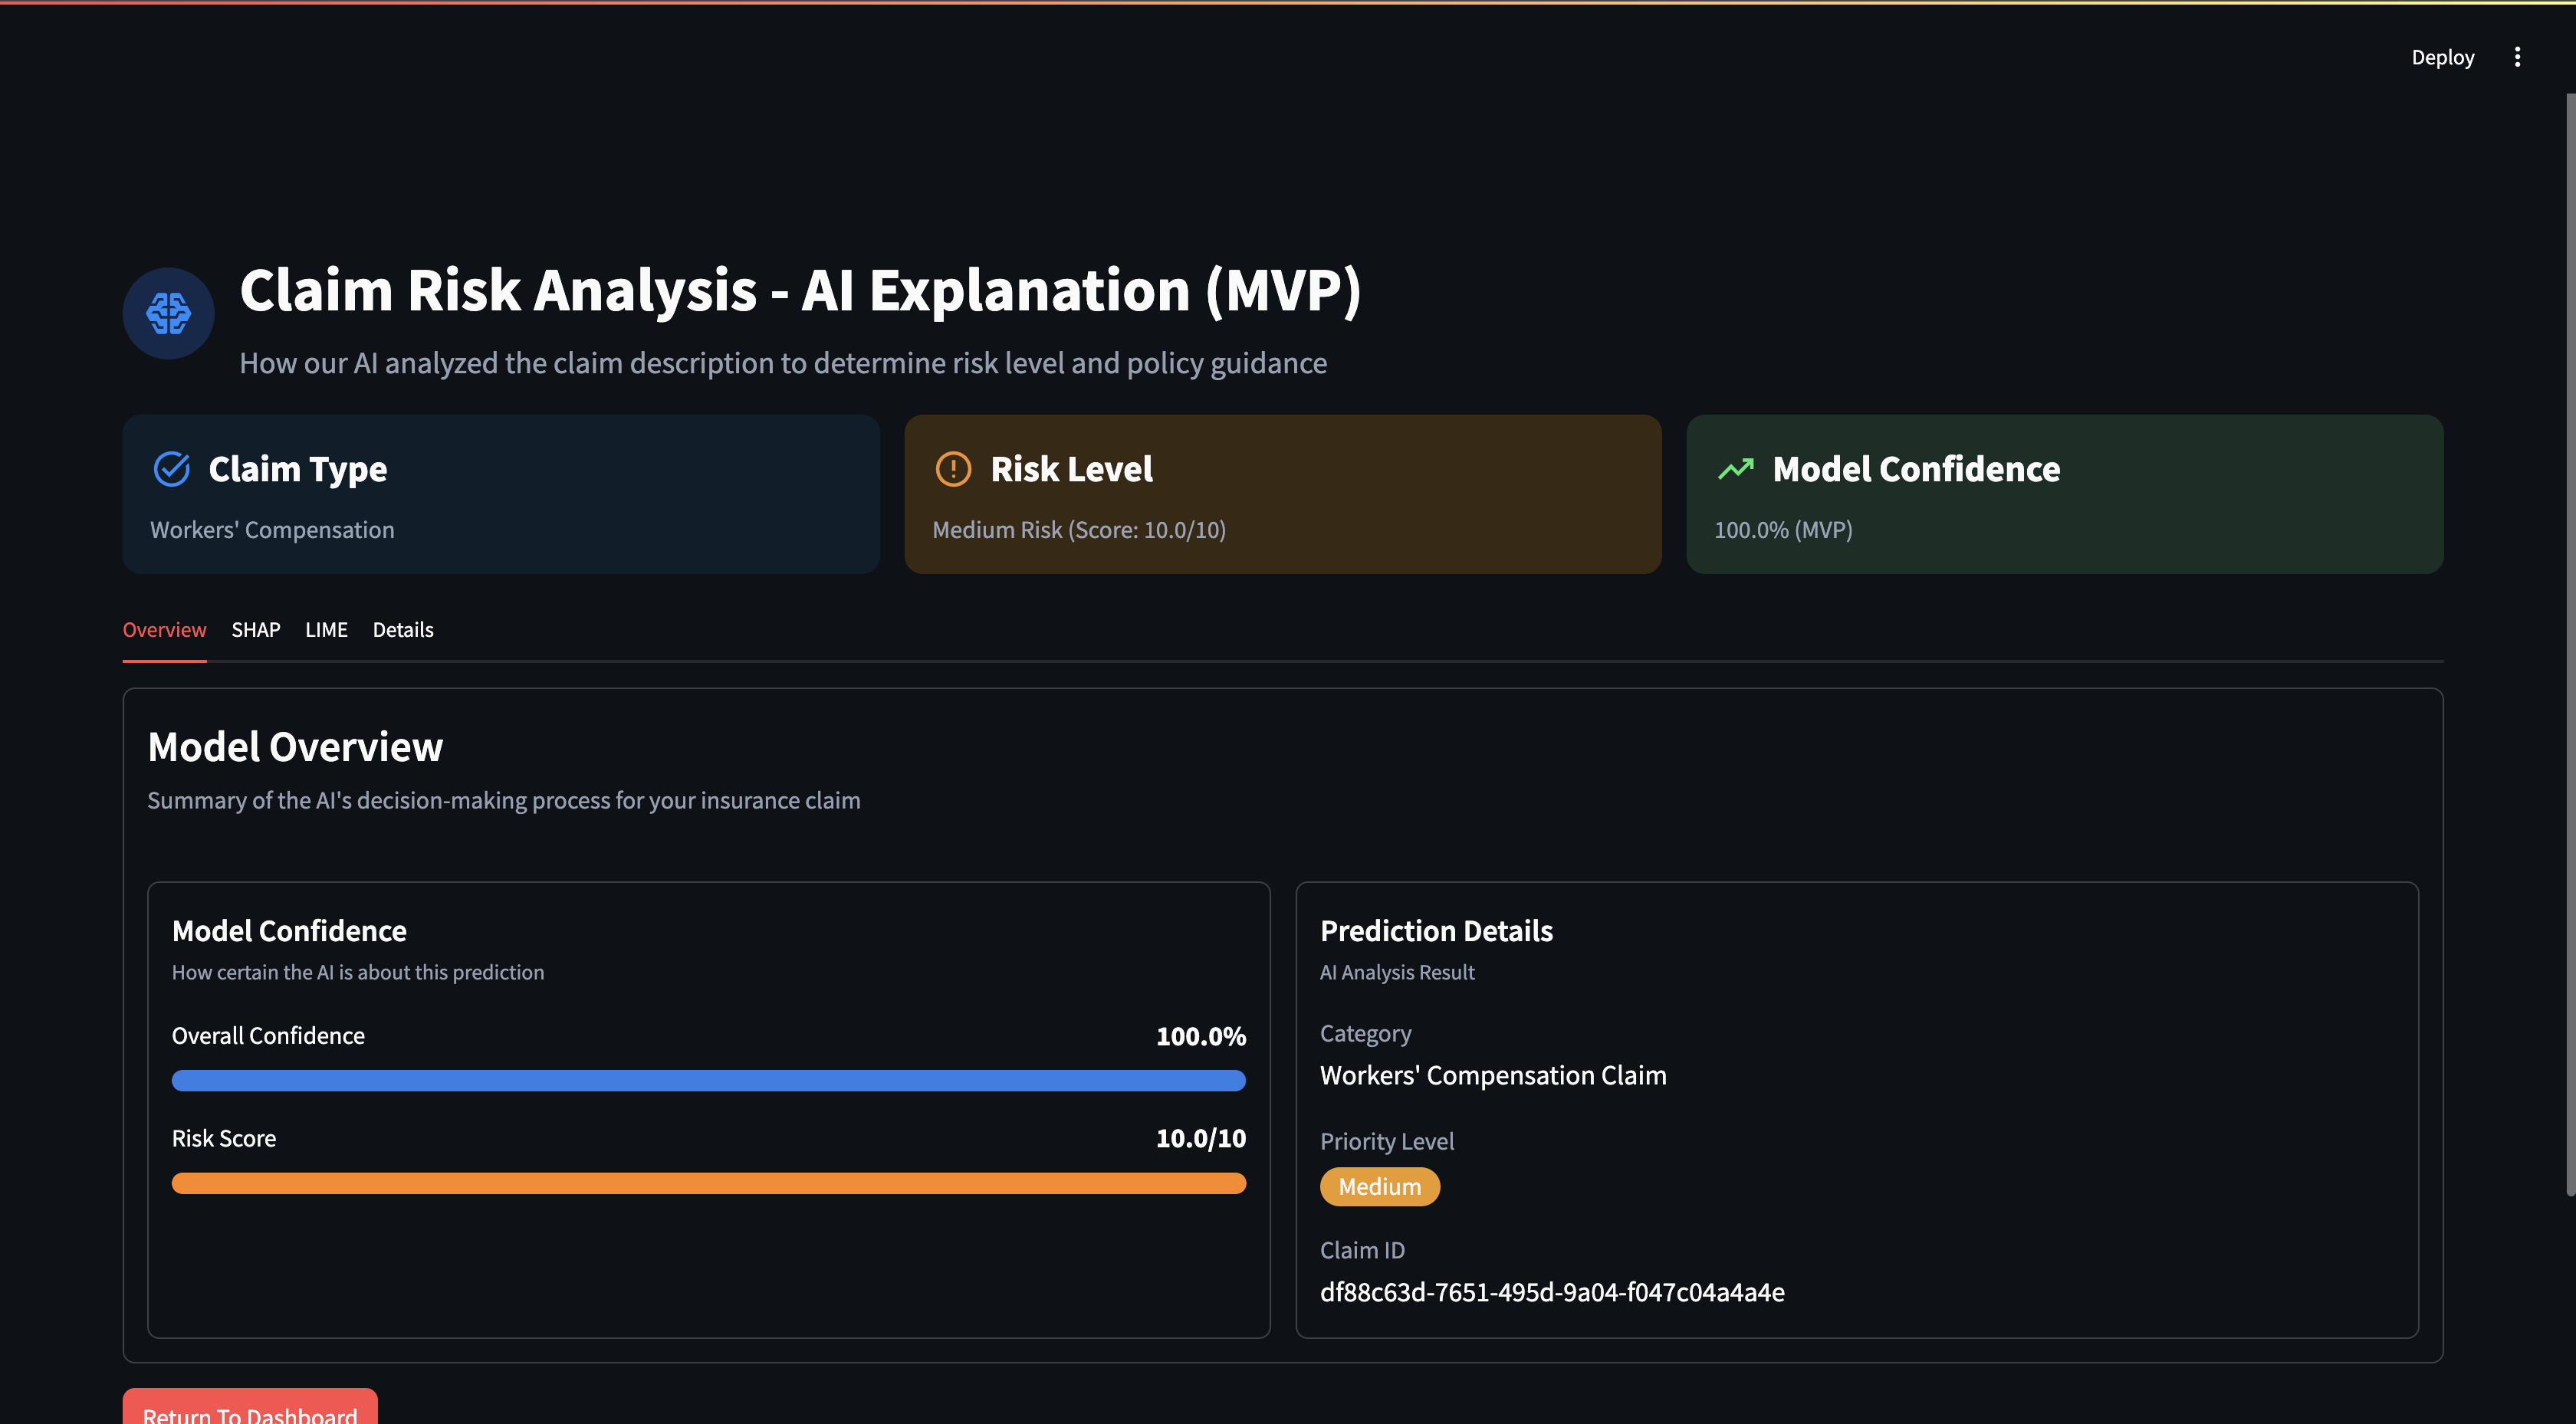 Deploy
Claim Risk Analysis - AI Explanation (MVP)
How our AI analyzed the claim description to determine risk level and policy guidance
Claim Type
Workers' Compensation
Risk Level
Medium Risk (Score: 10.0/10)
Model Confidence
100.0% (MVP)
Overview SHAP LIME Details
Model Overview
Summary of the AI's decision-making process for your insurance claim
Model Confidence
How certain the AI is about this prediction
Overall Confidence 100.0%
Risk Score 10.0/10
Prediction Details
AI Analysis Result
Category
Workers' Compensation Claim
Priority Level
Medium
Claim ID
df88c63d-7651-495d-9a04-f047c04a4a4e
Return To Dashboard